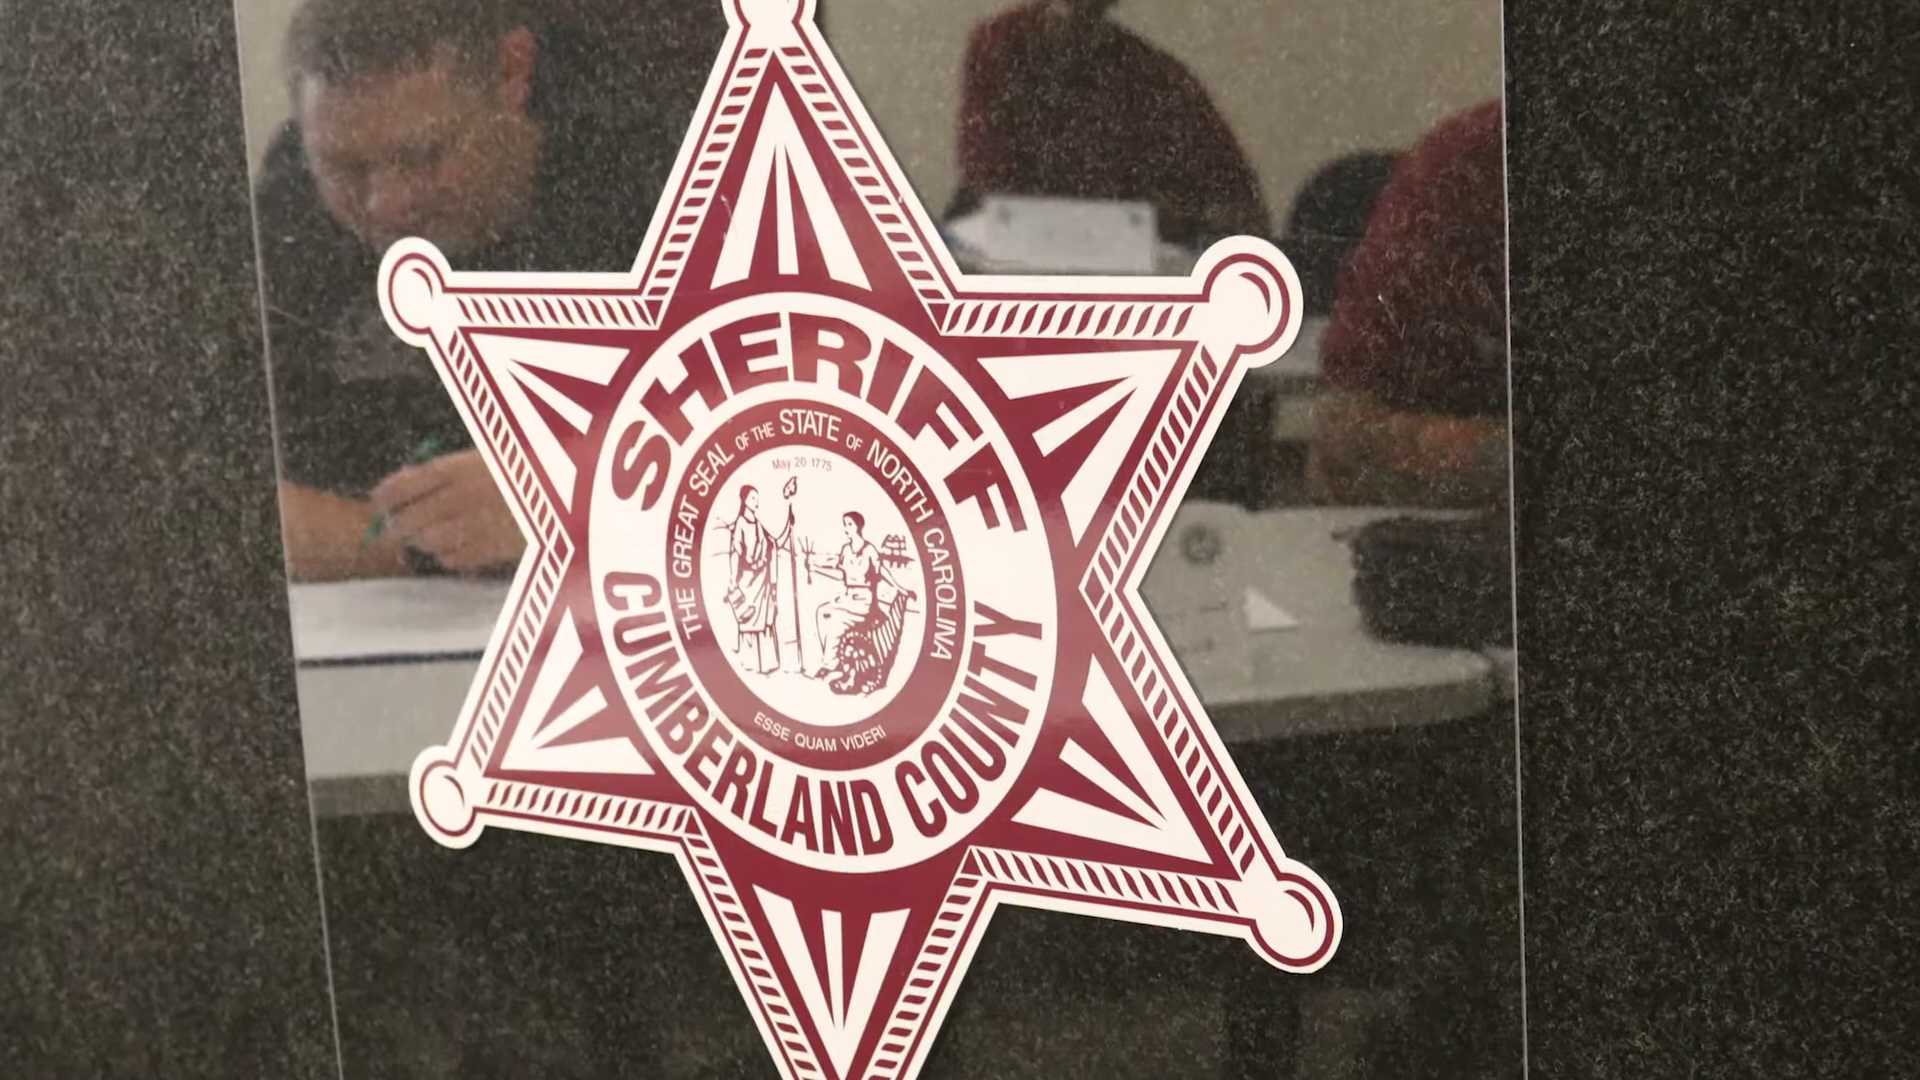 SHERIFF
THE GREAT SEAL OF THE STATE OF NORTH CAROLINA
May 20 1775
ESSE QUAM VIDERI
CUMBERLAND COUNTY